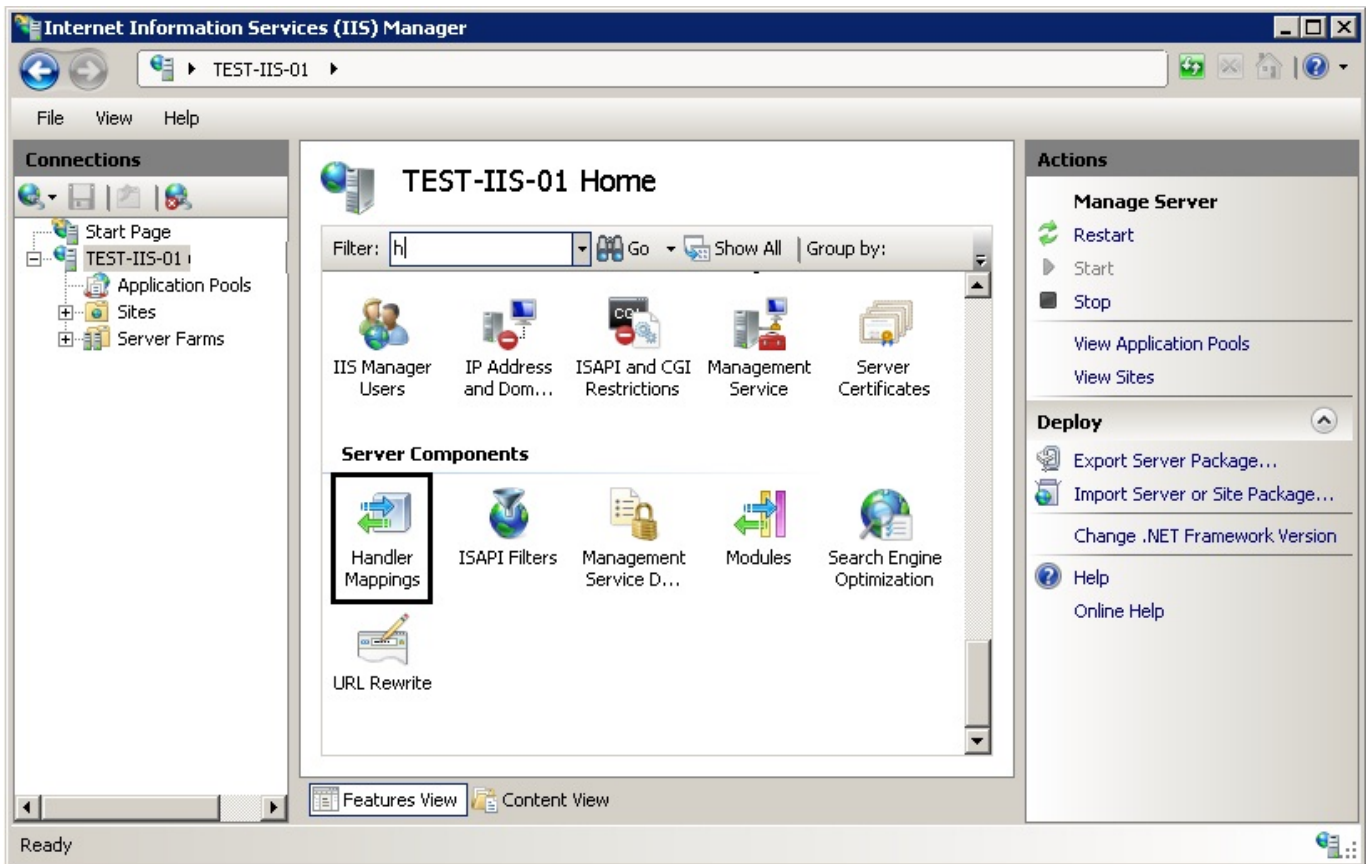 Internet Information Services (IIS) Manager
TEST-IIS-01
File View Help
Connections
Start Page
TEST-IIS-01
Application Pools
Sites
Server Farms
TEST-IIS-01 Home
Filter: h Go Show All Group by:
IIS Manager Users
IP Address and Dom...
ISAPI and CGI Restrictions
Management Service
Server Certificates
Server Components
Handler Mappings
ISAPI Filters
Management Service D...
Modules
Search Engine Optimization
URL Rewrite
Features View Content View
Actions
Manage Server
Restart
Start
Stop
View Application Pools
View Sites
Deploy
Export Server Package...
Import Server or Site Package...
Change .NET Framework Version
Help
Online Help
Ready